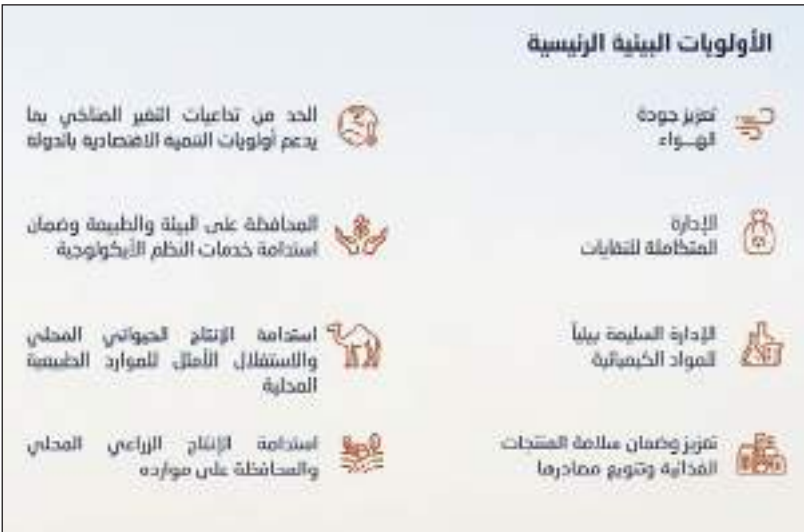 الأولويات البيئية الرئيسية
تعزيز جودة
الهـواء
الإدارة
المتكاملة للنفايات
الإدارة السليمة بيئياً
للمواد الكيميائية
تعزيز وضمان سلامة المنتجات
الغذائية وتنويع مصادرها
الحد من تداعيات التغير المناخي بما
يدعم أولويات التنمية الاقتصادية بالدولة
المحافظة على البيئة والطبيعة وضمان
استدامة خدمات النظم الأيكولوجية
استدامة الإنتاج الحيواني المحلي
والاستغلال الأمثل للموارد الطبيعية
المحلية
استدامة الإنتاج الزراعي المحلي
والمحافظة على موارده